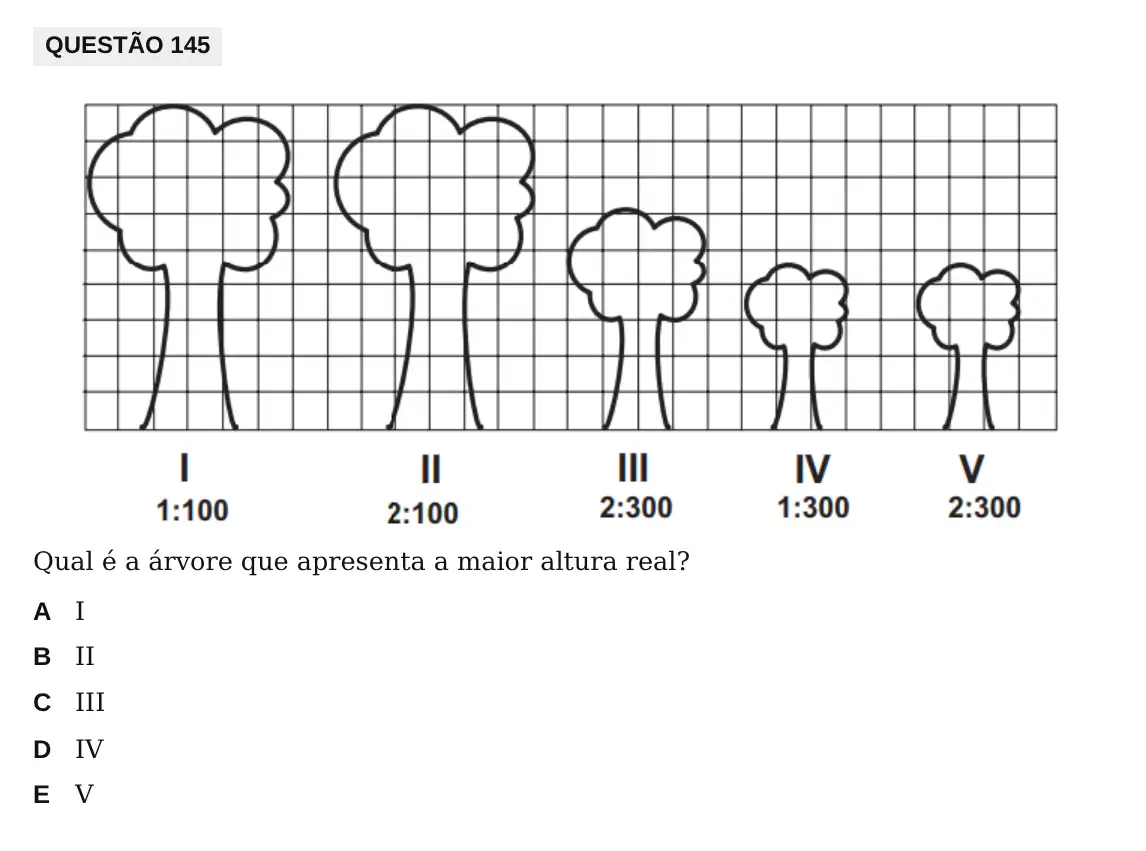 QUESTÃO 145
I II III IV V
1:100 2:100 2:300 1:300 2:300
Qual é a árvore que apresenta a maior altura real?
A I
B II
C III
D IV
E V